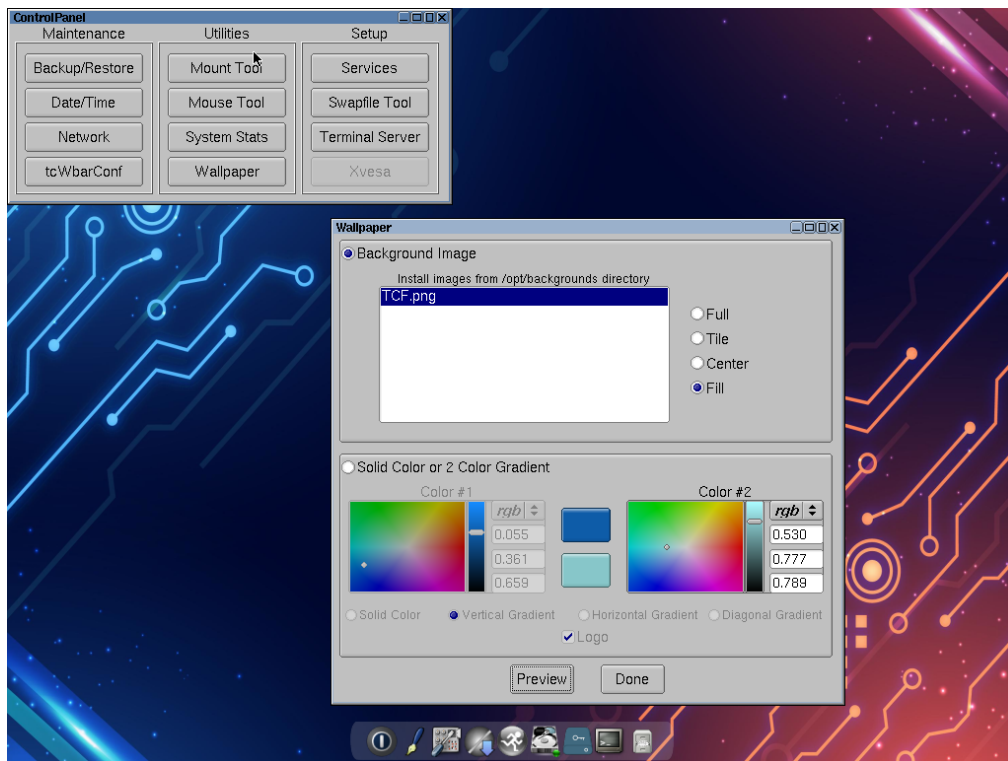 ControlPanel
Maintenance
Utilities
Setup
Backup/Restore
Mount Tool
Services
Date/Time
Mouse Tool
Swapfile Tool
Network
System Stats
Terminal Server
tcWbarConf
Wallpaper
Xvesa
Wallpaper
Background Image
Install images from /opt/backgrounds directory
TCF.png
Full
Tile
Center
Fill
Solid Color or 2 Color Gradient
Color #1
Color #2
rgb
rgb
0.055
0.530
0.361
0.777
0.659
0.789
Solid Color
Vertical Gradient
Horizontal Gradient
Diagonal Gradient
Logo
Preview
Done